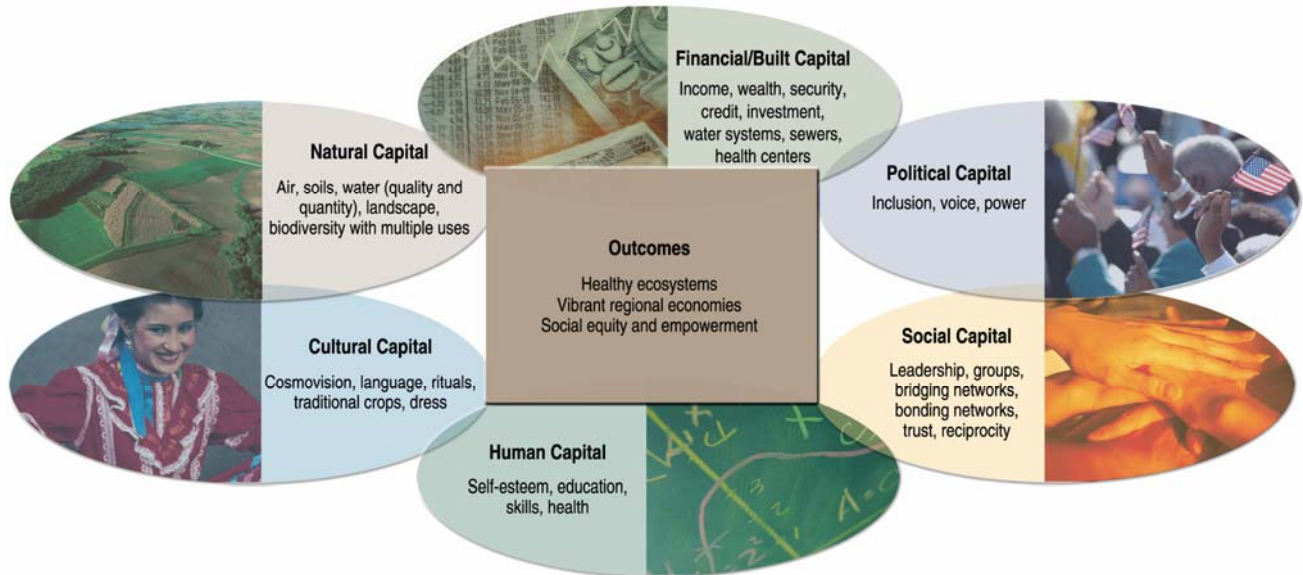 Financial/Built Capital
Income, wealth, security,
credit, investment,
water systems, sewers,
health centers
Natural Capital
Air, soils, water (quality and
quantity), landscape,
biodiversity with multiple uses
Political Capital
Inclusion, voice, power
Outcomes
Healthy ecosystems
Vibrant regional economies
Social equity and empowerment
Cultural Capital
Cosmovision, language, rituals,
traditional crops, dress
Social Capital
Leadership, groups,
bridging networks,
bonding networks,
trust, reciprocity
Human Capital
Self-esteem, education,
skills, health